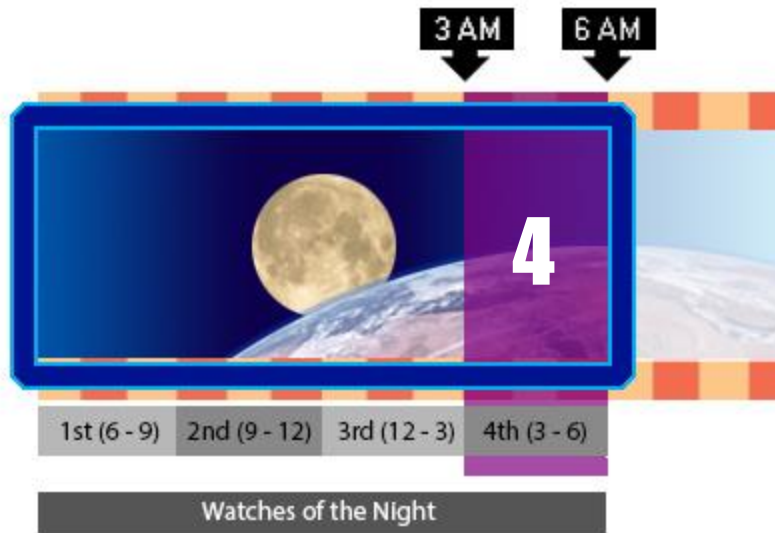 3 AM 6 AM
4
1st (6 - 9) 2nd (9 - 12) 3rd (12 - 3) 4th (3 - 6)
Watches of the Night